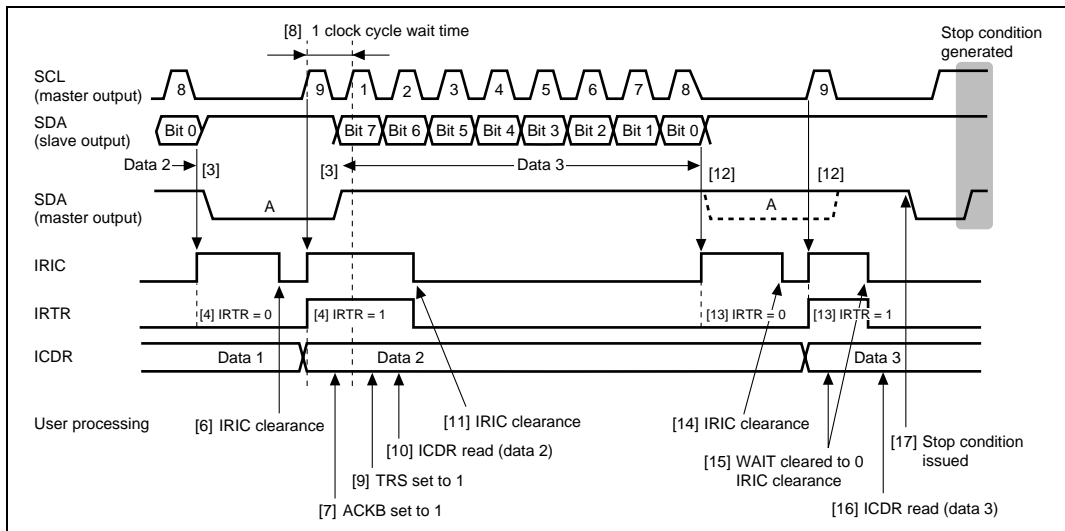 [8] 1 clock cycle wait time
Stop condition
generated
SCL
(master output)
8 9 1 2 3 4 5 6 7 8 9
SDA
(slave output)
Bit 0 Bit 7 Bit 6 Bit 5 Bit 4 Bit 3 Bit 2 Bit 1 Bit 0
Data 2 [3] [3] Data 3 [12] [12]
SDA
(master output)
A A
IRIC
IRTR
[4] IRTR = 0 [4] IRTR = 1 [13] IRTR = 0 [13] IRTR = 1
ICDR
Data 1 Data 2 Data 3
User processing
[6] IRIC clearance
[11] IRIC clearance
[14] IRIC clearance
[17] Stop condition
issued
[10] ICDR read (data 2)
[15] WAIT cleared to 0
IRIC clearance
[9] TRS set to 1
[16] ICDR read (data 3)
[7] ACKB set to 1